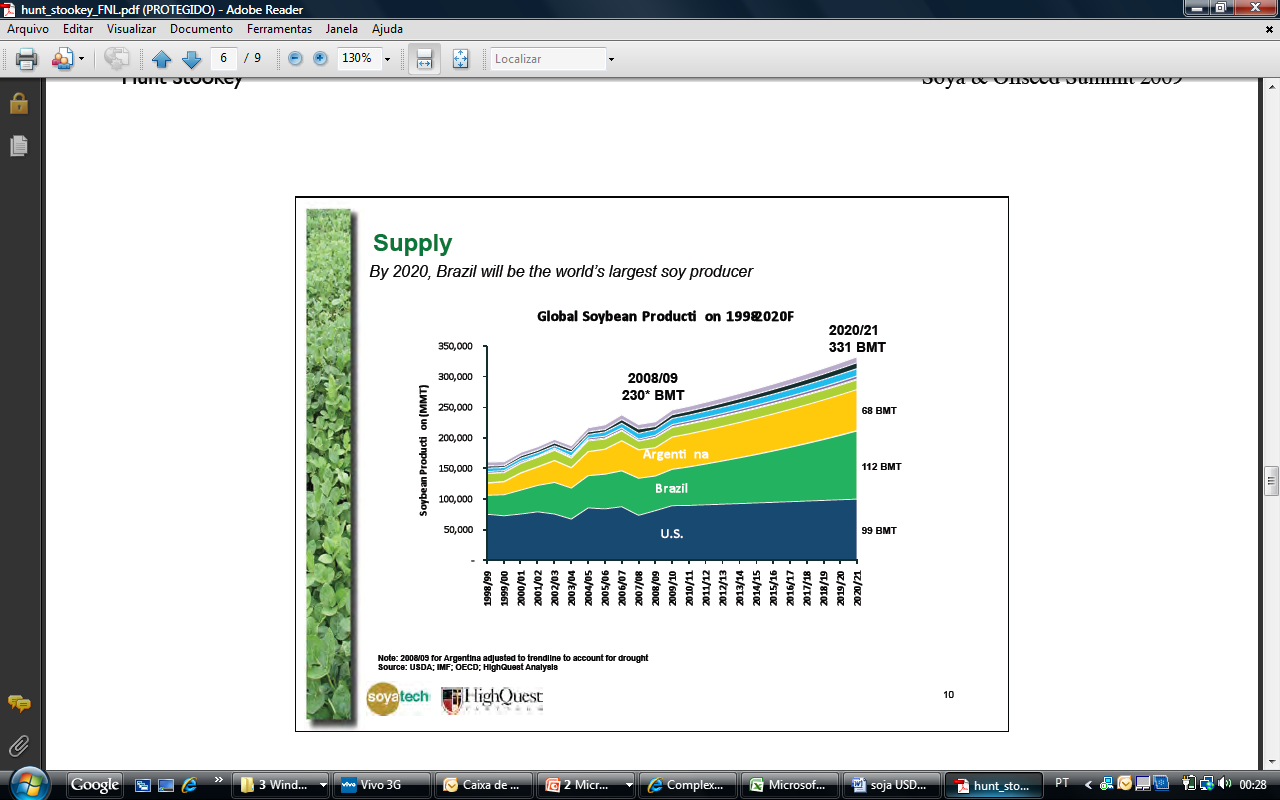 hunt_stookey_FNL.pdf (PROTEGIDO) - Adobe Reader
Arquivo Editar Visualizar Documento Ferramentas Janela Ajuda
6 / 9 130% Localizar
Hunt Stookey Soya & Oilseed Summit 2009
Supply
By 2020, Brazil will be the world's largest soy producer
Global Soybean Producti on 19982020F
2020/21
331 BMT
2008/09
230* BMT
Soybean Producti on (MMT)
350,000
300,000
250,000
200,000
150,000
100,000
50,000
-
Argenti na
Brazil
U.S.
68 BMT
112 BMT
99 BMT
1998/99
1999/00
2000/01
2001/02
2002/03
2003/04
2004/05
2005/06
2006/07
2007/08
2008/09
2009/10
2010/11
2011/12
2012/13
2013/14
2014/15
2015/16
2016/17
2017/18
2018/19
2019/20
2020/21
Note: 2008/09 for Argentina adjusted to trendline to account for drought
Source: USDA; IMF; OECD; HighQuest Analysis
soyatech HighQuest
10
Google 3 Wind... Vivo 3G Caixa de ... 2 Micr... Complex... Microsof... soja USD... hunt_sto... PT 00:28